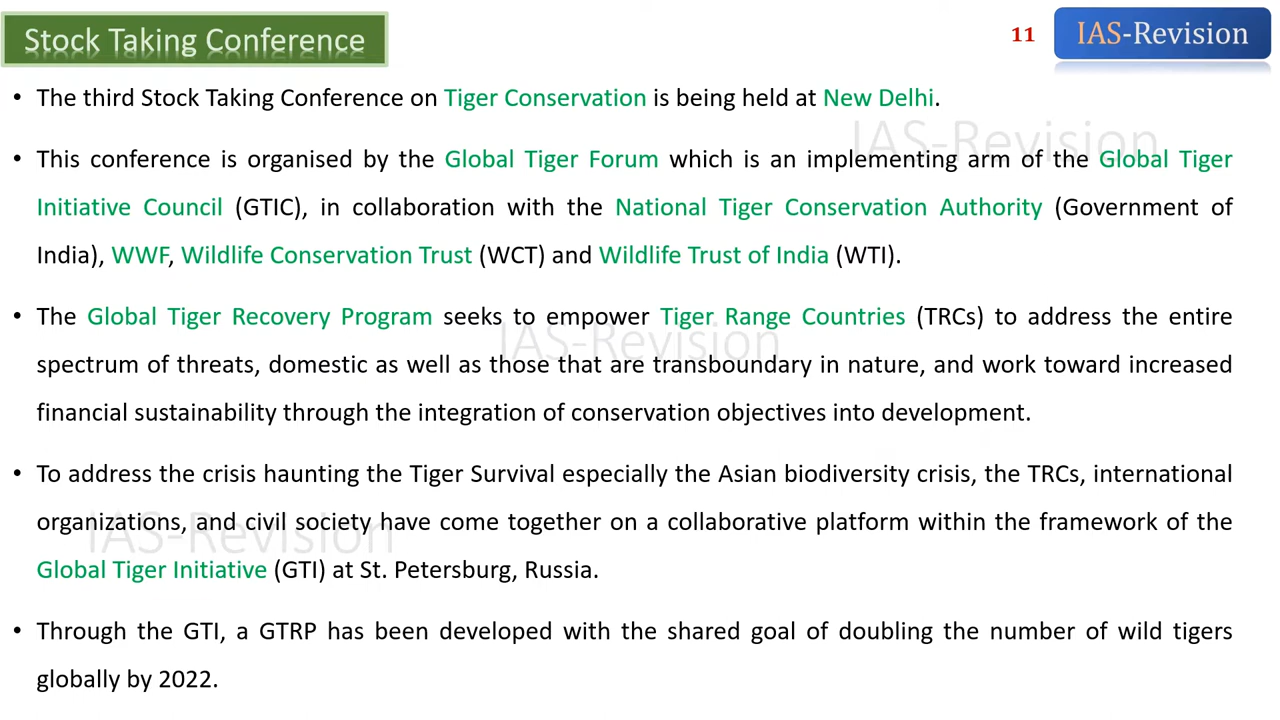 Stock Taking Conference
11
IAS-Revision
• The third Stock Taking Conference on Tiger Conservation is being held at New Delhi.
IAS-Revision
• This conference is organised by the Global Tiger Forum which is an implementing arm of the Global Tiger
Initiative Council (GTIC), in collaboration with the National Tiger Conservation Authority (Government of
India), WWF, Wildlife Conservation Trust (WCT) and Wildlife Trust of India (WTI).
• The Global Tiger Recovery Program seeks to empower Tiger Range Countries (TRCs) to address the entire
IAS-Revision
spectrum of threats, domestic as well as those that are transboundary in nature, and work toward increased
financial sustainability through the integration of conservation objectives into development.
• To address the crisis haunting the Tiger Survival especially the Asian biodiversity crisis, the TRCs, international
organizations, and civil society have come together on a collaborative platform within the framework of the
IAS-Revision
Global Tiger Initiative (GTI) at St. Petersburg, Russia.
• Through the GTI, a GTRP has been developed with the shared goal of doubling the number of wild tigers
globally by 2022.